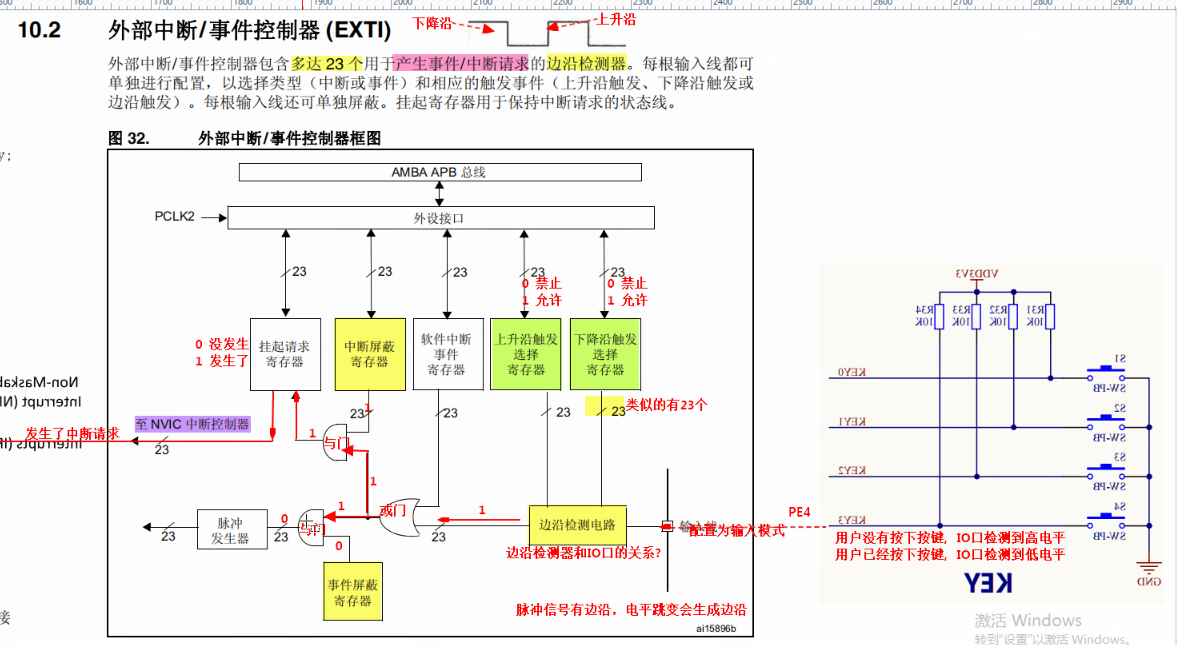 1600 1700 1800 1900 2000 2100 2200 2300 2400 2500 2600 2700 2800 2900
10.2 外部中断/事件控制器 (EXTI)
下降沿 上升沿
外部中断/事件控制器包含多达 23 个用于产生事件/中断请求的边沿检测器。每根输入线都可
单独进行配置，以选择类型（中断或事件）和相应的触发事件（上升沿触发、下降沿触发或
边沿触发）。每根输入线还可单独屏蔽。挂起寄存器用于保持中断请求的状态线。
图 32. 外部中断/事件控制器框图
y;
AMBA APB 总线
PCLK2
外设接口
23 23 23 23 23
0 禁止
1 允许
0 禁止
1 允许
0 没发生
1 发生了
挂起请求
寄存器
中断屏蔽
寄存器
软件中断
事件
寄存器
上升沿触发
选择
寄存器
下降沿触发
选择
寄存器
Non-Maskab
Interrupt (NM
Interrupts (I
至 NVIC 中断控制器
发生了中断请求
23
23
1
23
23
23
类似的有23个
1
与门
1
1
或门
1
23
边沿检测电路
输入线
配置为输入模式
PE4
脉冲
发生器
23
23
0
与门
0
边沿检测器和IO口的关系?
事件屏蔽
寄存器
脉冲信号有边沿，电平跳变会生成边沿
ai15896b
VDD3V3
R34
10K
R33
10K
R32
10K
R31
10K
KEY0
S1
SW-PB
KEY1
S2
SW-PB
KEY2
S3
SW-PB
KEY3
S4
SW-PB
用户没有按下按键，IO口检测到高电平
用户已经按下按键，IO口检测到低电平
KEY
GND
接
激活 Windows
转到"设置"以激活 Windows。